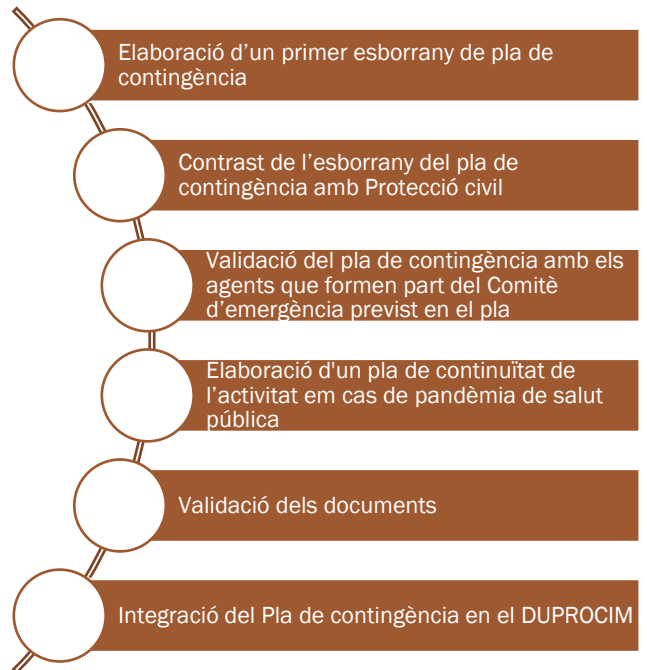 Elaboració d’un primer esborrany de pla de
contingència
Contrast de l’esborrany del pla de
contingència amb Protecció civil
Validació del pla de contingència amb els
agents que formen part del Comitè
d’emergència previst en el pla
Elaboració d'un pla de continuïtat de
l’activitat em cas de pandèmia de salut
pública
Validació dels documents
Integració del Pla de contingència en el DUPROCIM